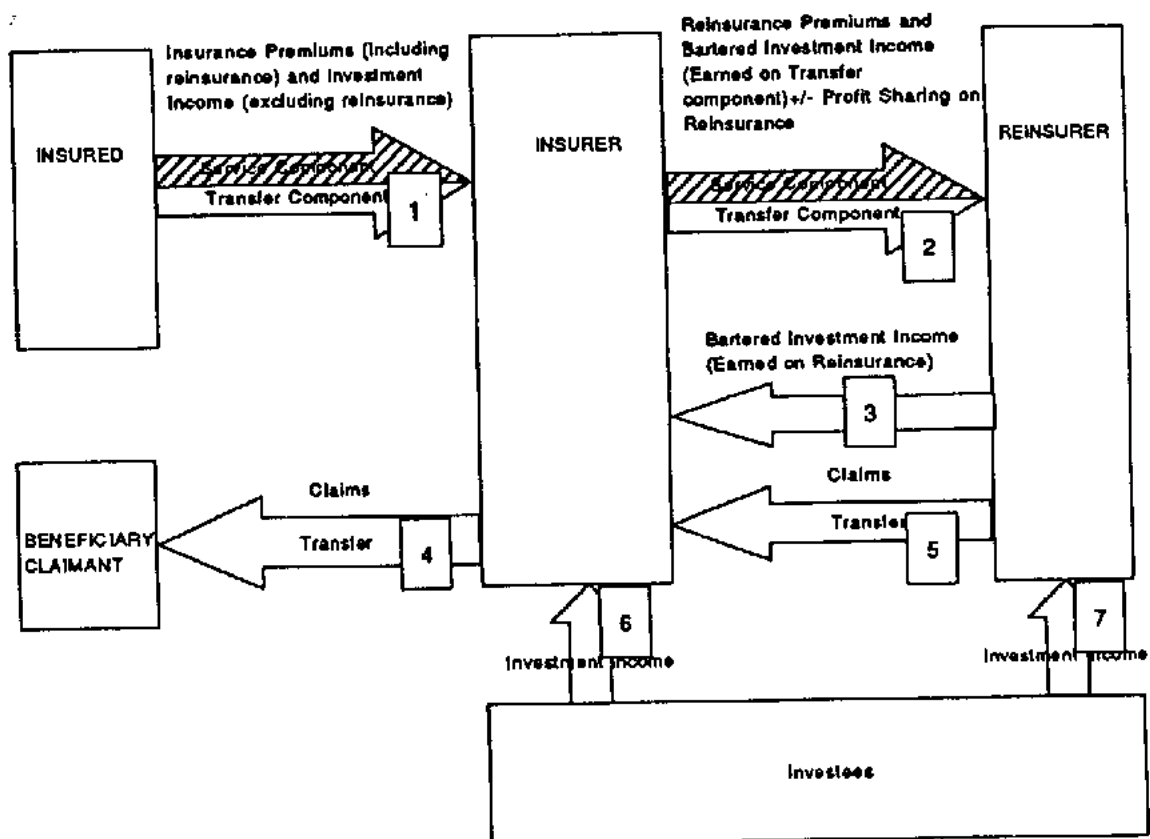 Insurance Premiums (Including
reinsurance) and Investment
Income (excluding reinsurance)
Reinsurance Premiums and
Bartered Investment Income
(Earned on Transfer
component)+/- Profit Sharing on
Reinsurance
INSURED
INSURER
REINSURER
Service Component
Transfer Component
1
Service Component
Transfer Component
2
Bartered Investment Income
(Earned on Reinsurance)
3
Claims
Transfer
4
Claims
Transfer
5
BENEFICIARY
CLAIMANT
6
Investment Income
7
Investment Income
Investees